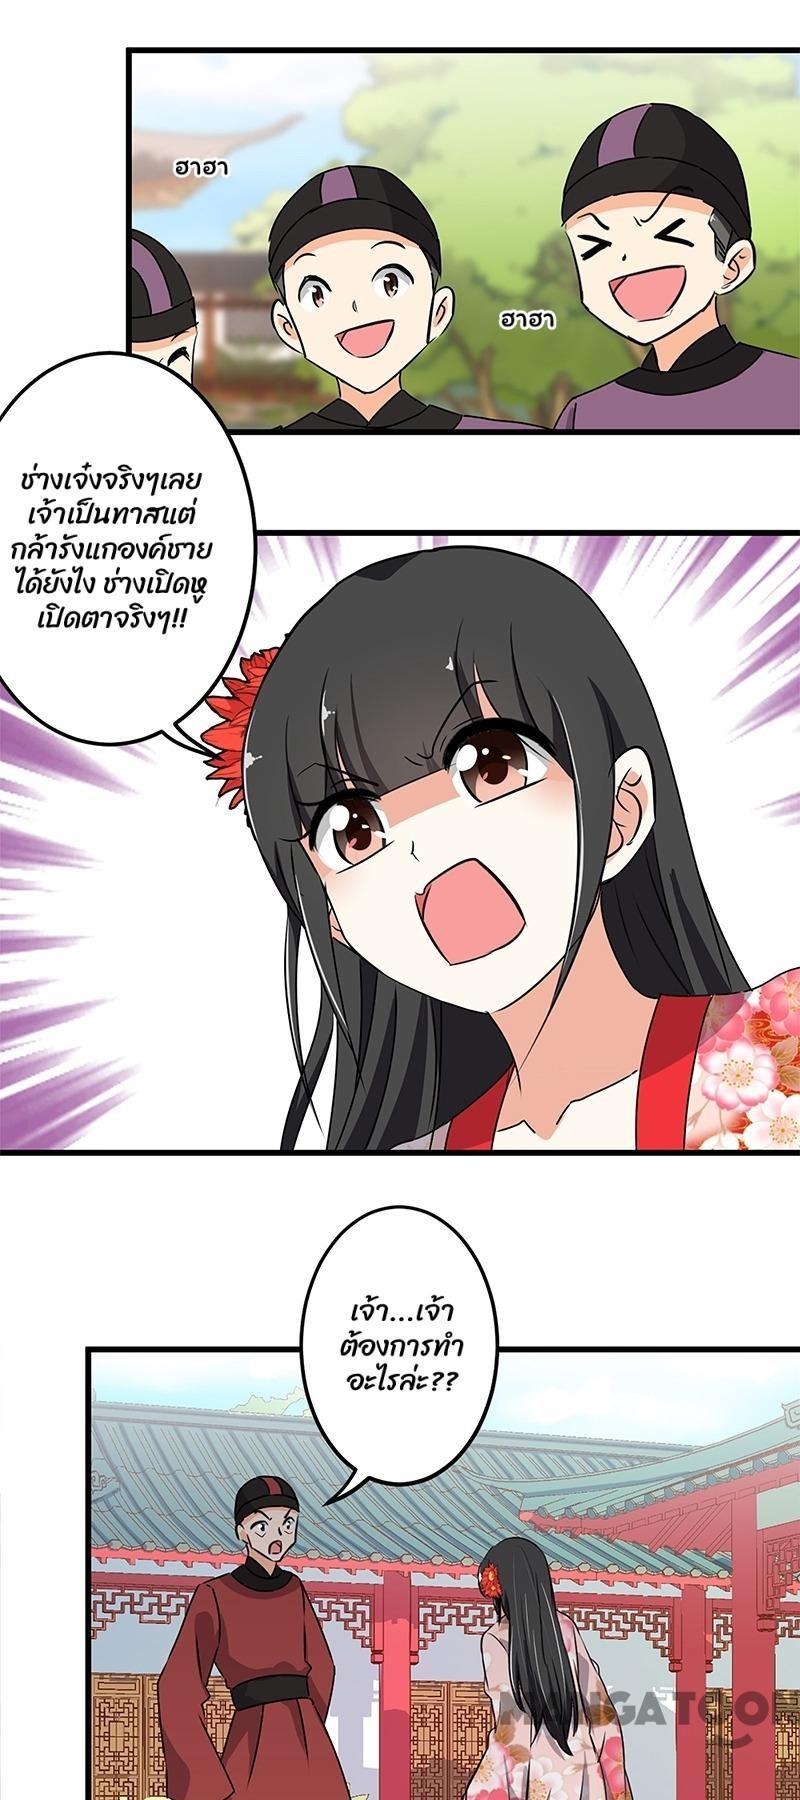 ฮาฮา
ฮาฮา
ช่างเจ๋งจริงๆเลย
เจ้าเป็นทาสแต่
กล้ารังแกองค์ชาย
ได้ยังไง ช่างเปิดหู
เปิดตาจริงๆ!!
เจ้า...เจ้า
ต้องการทำ
อะไรล่ะ??
MANGATOON